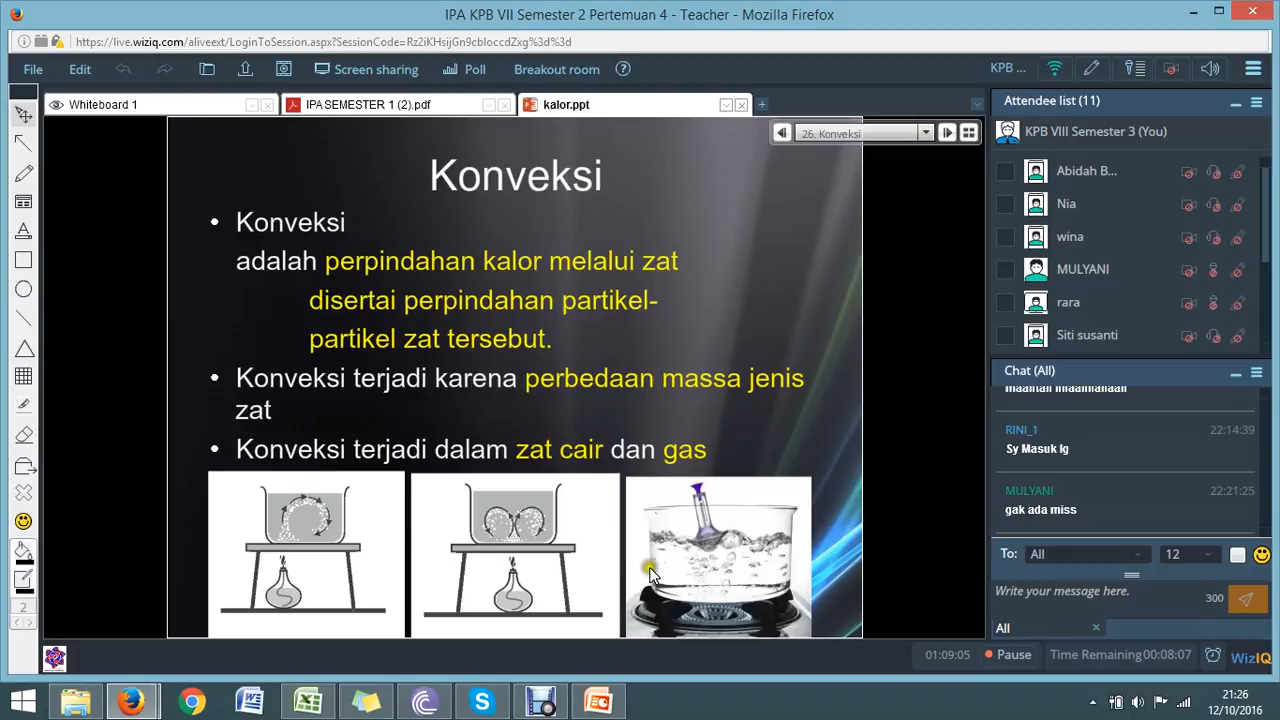 IPA KPB VII Semester 2 Pertemuan 4 - Teacher - Mozilla Firefox
https://live.wiziq.com/aliveext/LoginToSession.aspx?SessionCode=Rz2iKHsijGn9cbloccdZxg%3d%3d
File Edit Screen sharing Poll Breakout room KPB ...
Whiteboard 1 IPA SEMESTER 1 (2).pdf kalor.ppt
26. Konveksi
Konveksi
• Konveksi
adalah perpindahan kalor melalui zat
disertai perpindahan partikel-
partikel zat tersebut.
• Konveksi terjadi karena perbedaan massa jenis
zat
• Konveksi terjadi dalam zat cair dan gas
2
Attendee list (11)
KPB VIII Semester 3 (You)
Abidah B...
Nia
wina
MULYANI
rara
Siti susanti
Chat (All)
RINI_1 22:14:39
Sy Masuk lg
MULYANI 22:21:25
gak ada miss
To: All 12
Write your message here. 300
All
01:09:05 Pause Time Remaining 00:08:07 WizIQ
21:26
12/10/2016